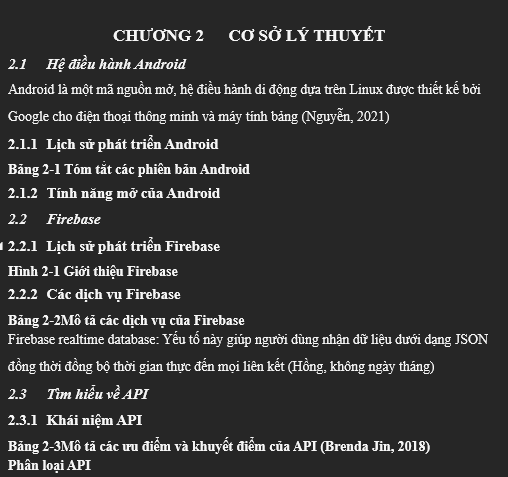 CHƯƠNG 2 CƠ SỞ LÝ THUYẾT
2.1 Hệ điều hành Android
Android là một mã nguồn mở, hệ điều hành di động dựa trên Linux được thiết kế bởi
Google cho điện thoại thông minh và máy tính bảng (Nguyễn, 2021)
2.1.1 Lịch sử phát triển Android
Bảng 2-1 Tóm tắt các phiên bản Android
2.1.2 Tính năng mở của Android
2.2 Firebase
2.2.1 Lịch sử phát triển Firebase
Hình 2-1 Giới thiệu Firebase
2.2.2 Các dịch vụ Firebase
Bảng 2-2Mô tả các dịch vụ của Firebase
Firebase realtime database: Yếu tố này giúp người dùng nhận dữ liệu dưới dạng JSON
đồng thời đồng bộ thời gian thực đến mọi liên kết (Hồng, không ngày tháng)
2.3 Tìm hiểu về API
2.3.1 Khái niệm API
Bảng 2-3Mô tả các ưu điểm và khuyết điểm của API (Brenda Jin, 2018)
Phân loại API